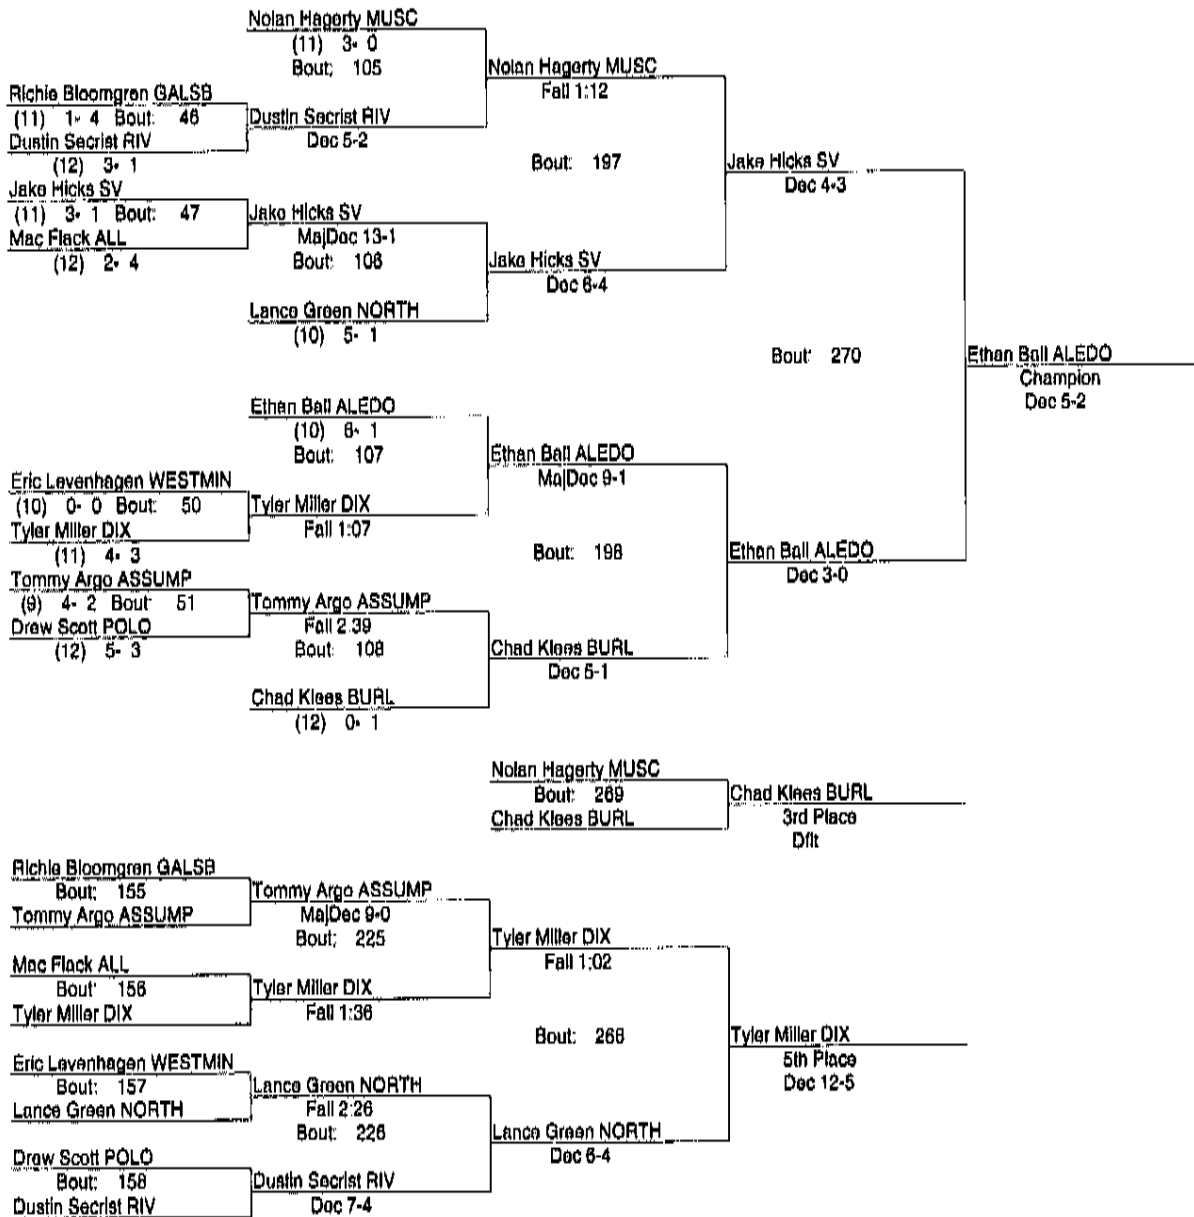 Nolan Hagerty MUSC
(11) 3- 0
Bout: 105
Nolan Hagerty MUSC
Fall 1:12
Richie Bloomgren GALSB
(11) 1- 4 Bout: 46
Dustin Secrist RIV
Dec 5-2
Dustin Secrist RIV
(12) 3- 1
Bout: 197
Jake Hicks SV
Dec 4-3
Jake Hicks SV
(11) 3- 1 Bout: 47
Jake Hicks SV
MajDec 13-1
Bout: 106
Mac Flack ALL
(12) 2- 4
Jake Hicks SV
Dec 6-4
Lance Green NORTH
(10) 5- 1
Bout: 270
Ethan Ball ALEDO
Champion
Dec 5-2
Ethan Ball ALEDO
(10) 6- 1
Bout: 107
Ethan Ball ALEDO
MajDec 9-1
Eric Levenhagen WESTMIN
(10) 0- 0 Bout: 50
Tyler Miller DIX
Fall 1:07
Tyler Miller DIX
(11) 4- 3
Bout: 198
Ethan Ball ALEDO
Dec 3-0
Tommy Argo ASSUMP
(9) 4- 2 Bout: 51
Tommy Argo ASSUMP
Fall 2:39
Bout: 108
Drew Scott POLO
(12) 5- 3
Chad Klees BURL
Dec 5-1
Chad Klees BURL
(12) 0- 1
Nolan Hagerty MUSC
Bout: 269
Chad Klees BURL
Chad Klees BURL
3rd Place
Dflt
Richie Bloomgren GALSB
Bout: 155
Tommy Argo ASSUMP
Tommy Argo ASSUMP
MajDec 9-0
Bout: 225
Tyler Miller DIX
Fall 1:02
Mac Flack ALL
Bout: 156
Tyler Miller DIX
Tyler Miller DIX
Fall 1:36
Bout: 268
Tyler Miller DIX
5th Place
Dec 12-5
Eric Levenhagen WESTMIN
Bout: 157
Lance Green NORTH
Lance Green NORTH
Fall 2:26
Bout: 226
Lance Green NORTH
Dec 6-4
Drew Scott POLO
Bout: 158
Dustin Secrist RIV
Dustin Secrist RIV
Dec 7-4